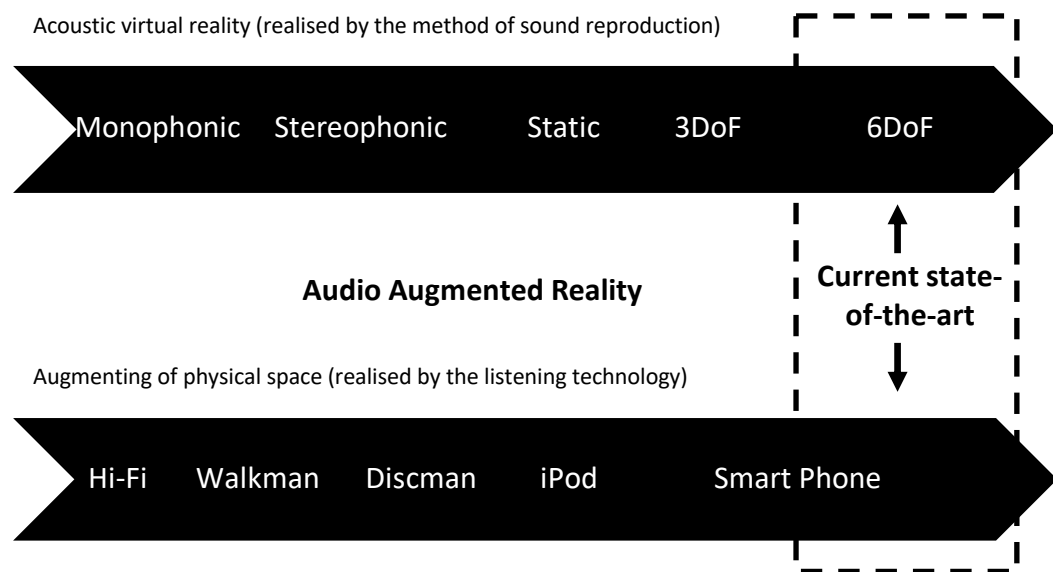 Acoustic virtual reality (realised by the method of sound reproduction)
Monophonic Stereophonic Static 3DoF 6DoF
Audio Augmented Reality
Current state-
of-the-art
Augmenting of physical space (realised by the listening technology)
Hi-Fi Walkman Discman iPod Smart Phone